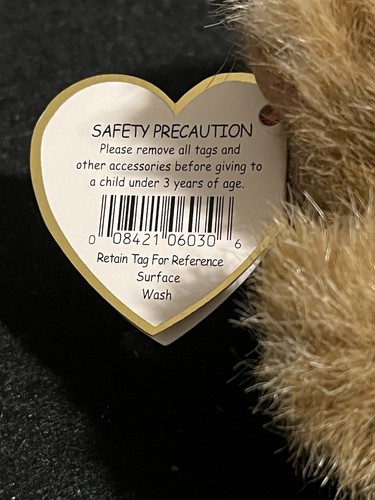 SAFETY PRECAUTION
Please remove all tags and
other accessories before giving to
a child under 3 years of age.
0 08421 06030 6
Retain Tag For Reference
Surface
Wash